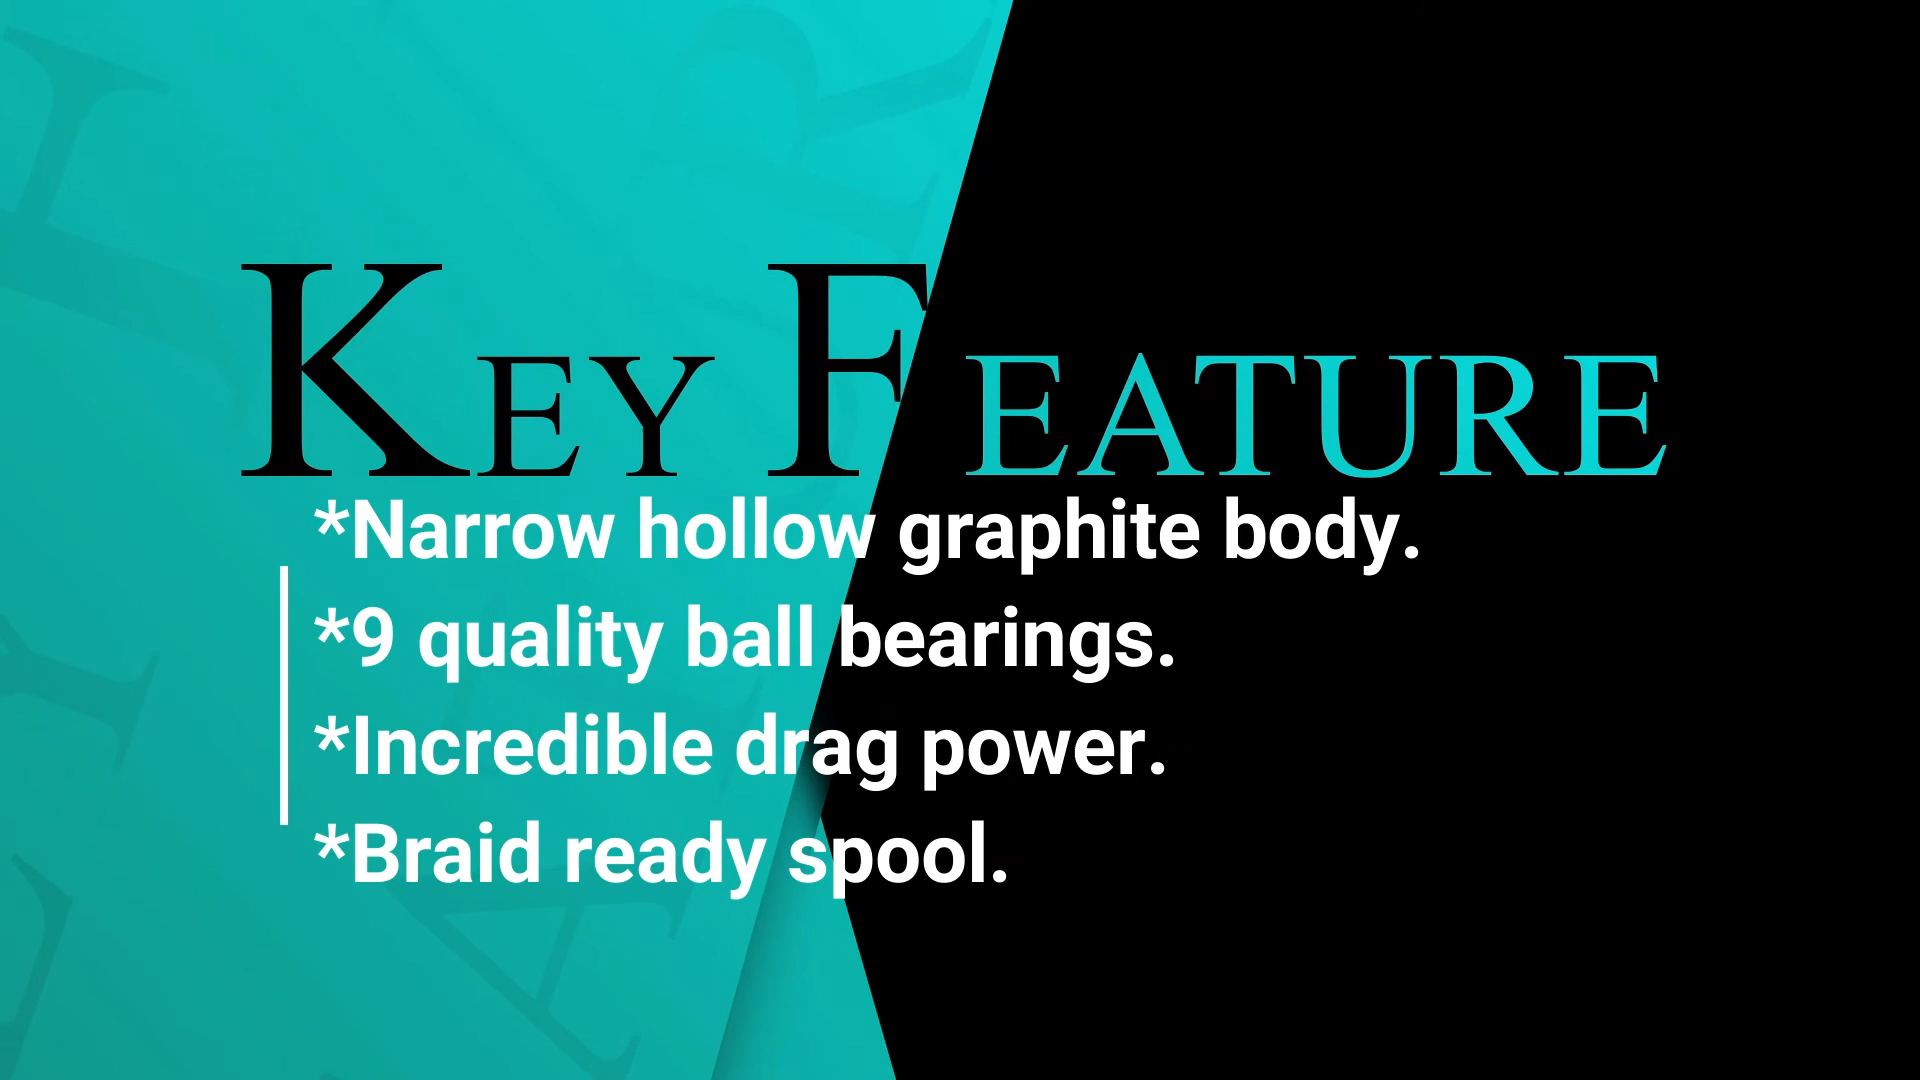 Key Feature
*Narrow hollow graphite body.
*9 quality ball bearings.
*Incredible drag power.
*Braid ready spool.